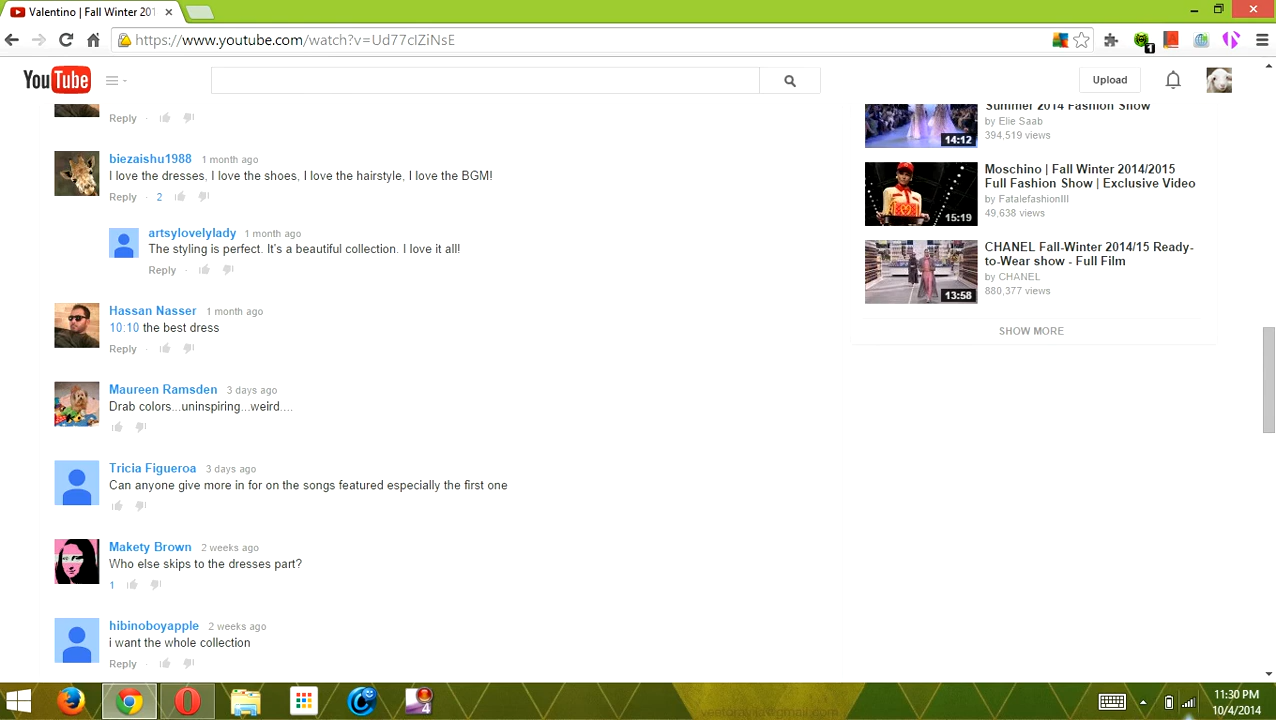 Valentino | Fall Winter 201
https://www.youtube.com/watch?v=Ud77cIZiNsE
1
YouTube
Upload
Reply
biezaishu1988 1 month ago
I love the dresses, I love the shoes, I love the hairstyle, I love the BGM!
Reply 2
artsylovelylady 1 month ago
The styling is perfect. It's a beautiful collection. I love it all!
Reply
Hassan Nasser 1 month ago
10:10 the best dress
Reply
Maureen Ramsden 3 days ago
Drab colors...uninspiring...weird....
Tricia Figueroa 3 days ago
Can anyone give more in for on the songs featured especially the first one
Makety Brown 2 weeks ago
Who else skips to the dresses part?
1
hibinoboyapple 2 weeks ago
i want the whole collection
Reply
Summer 2014 Fashion Show
by Elie Saab
394,519 views
14:12
Moschino | Fall Winter 2014/2015
Full Fashion Show | Exclusive Video
by FatalefashionIII
49,638 views
15:19
CHANEL Fall-Winter 2014/15 Ready-
to-Wear show - Full Film
by CHANEL
880,377 views
13:58
SHOW MORE
4
11:30 PM
10/4/2014